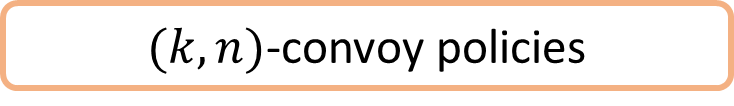 (k, n)-convoy policies